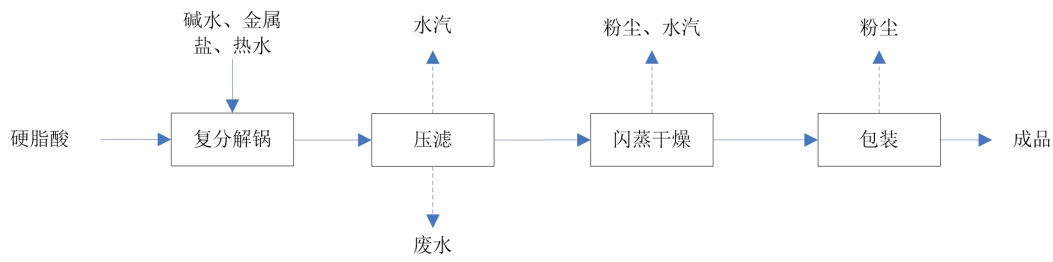 碱水、金属
盐、热水
水汽
粉尘、水汽
粉尘
硬脂酸
复分解锅
压滤
闪蒸干燥
包装
成品
废水